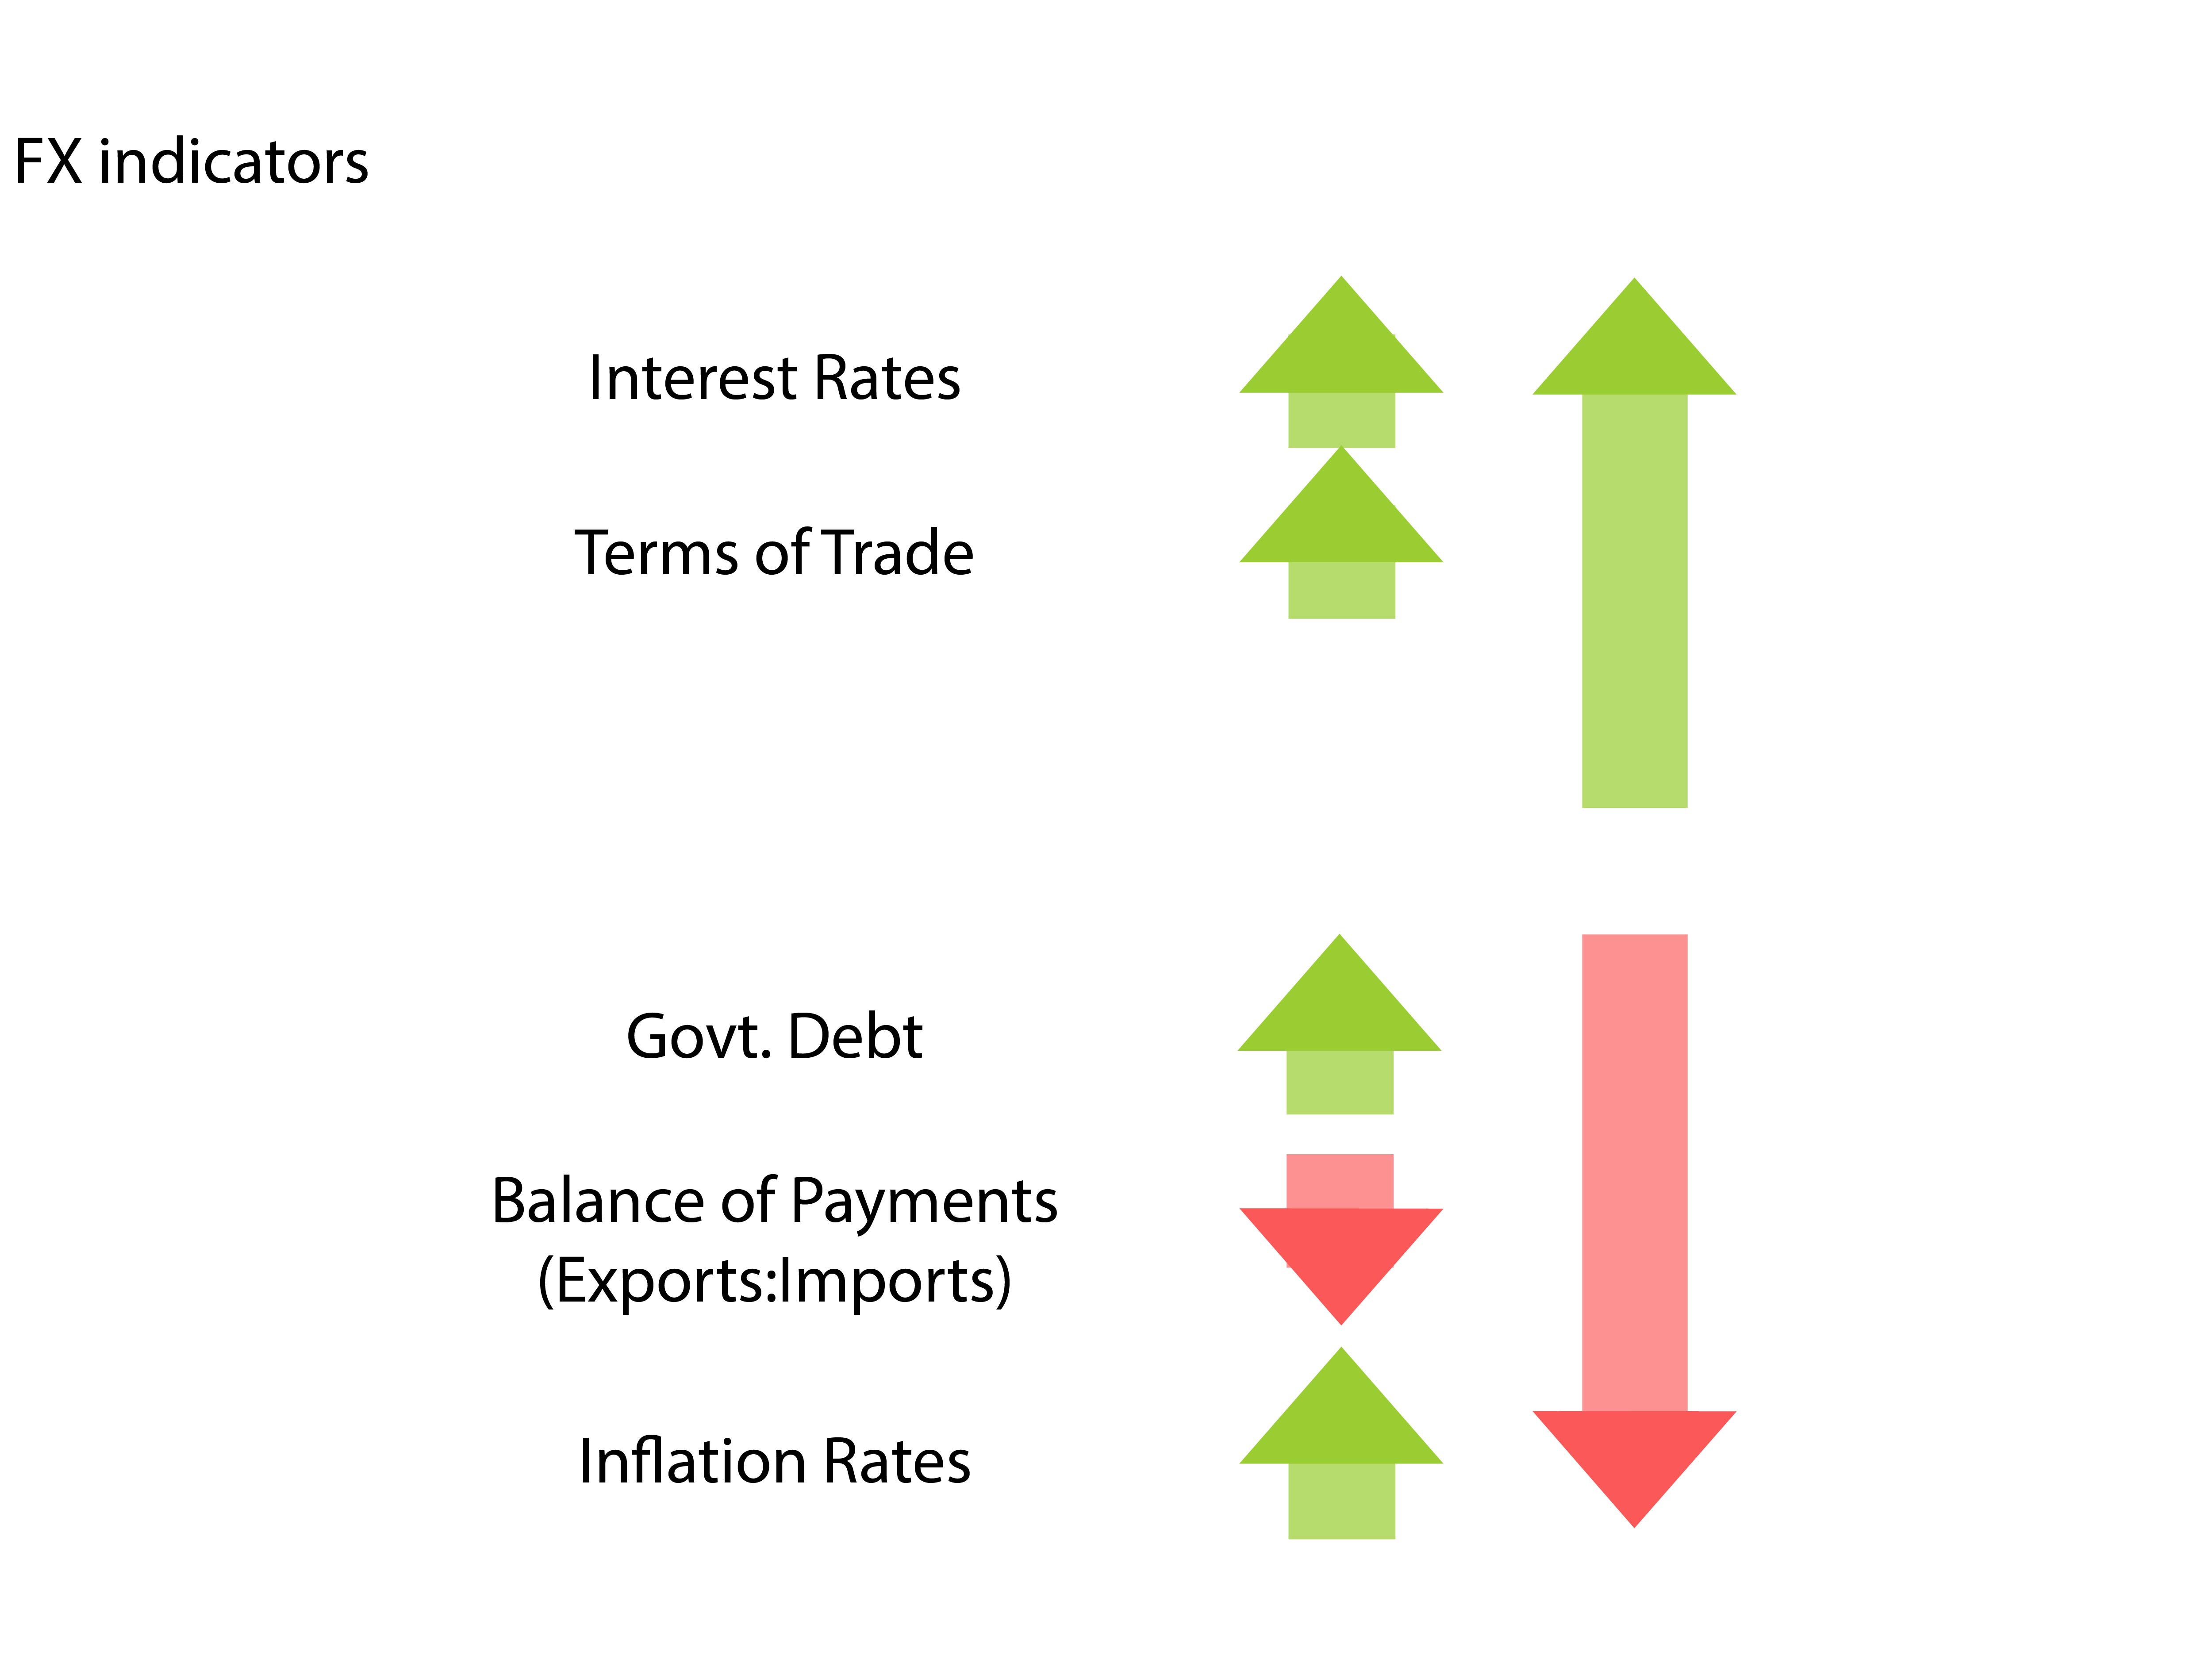 FX indicators
Interest Rates
Terms of Trade
Govt. Debt
Balance of Payments
(Exports:Imports)
Inflation Rates